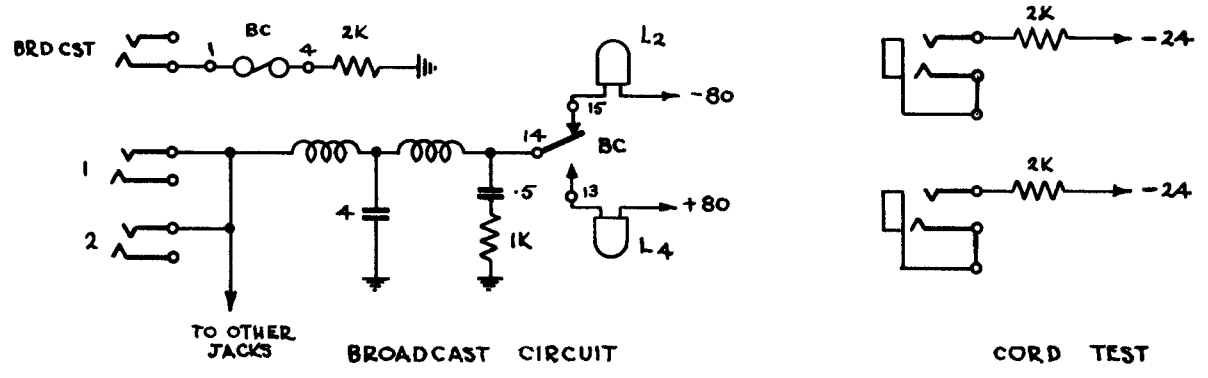 BRDCST
1
BC
4
2K
L2
-80
15
14
BC
13
+80
L4
1
2
4
.5
1K
TO OTHER
JACKS
BROADCAST CIRCUIT
2K
-24
2K
-24
CORD TEST